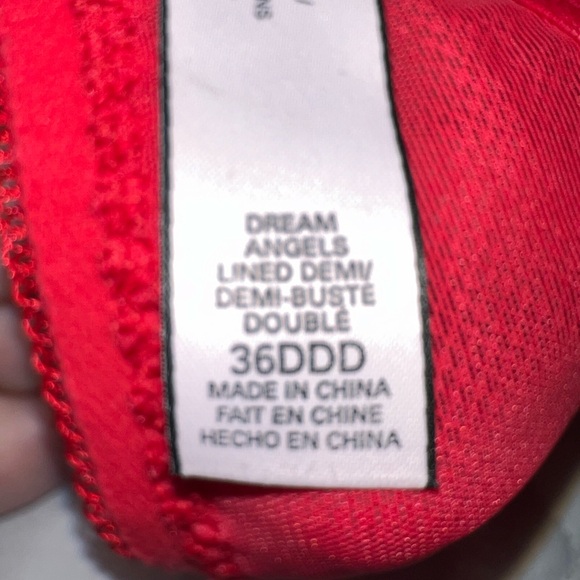 DREAM
ANGELS
LINED DEMI/
DEMI-BUSTE
DOUBLÉ
36DDD
MADE IN CHINA
FAIT EN CHINE
HECHO EN CHINA